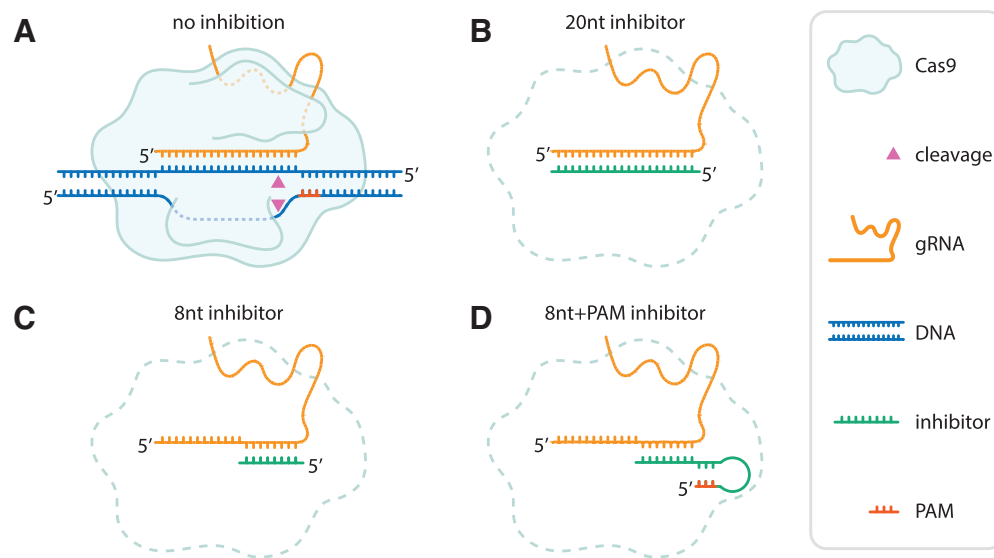 A
no inhibition
5′
5′
5′
B
20nt inhibitor
5′
5′
C
8nt inhibitor
5′
5′
D
8nt+PAM inhibitor
5′
5′
Cas9
cleavage
gRNA
DNA
inhibitor
PAM